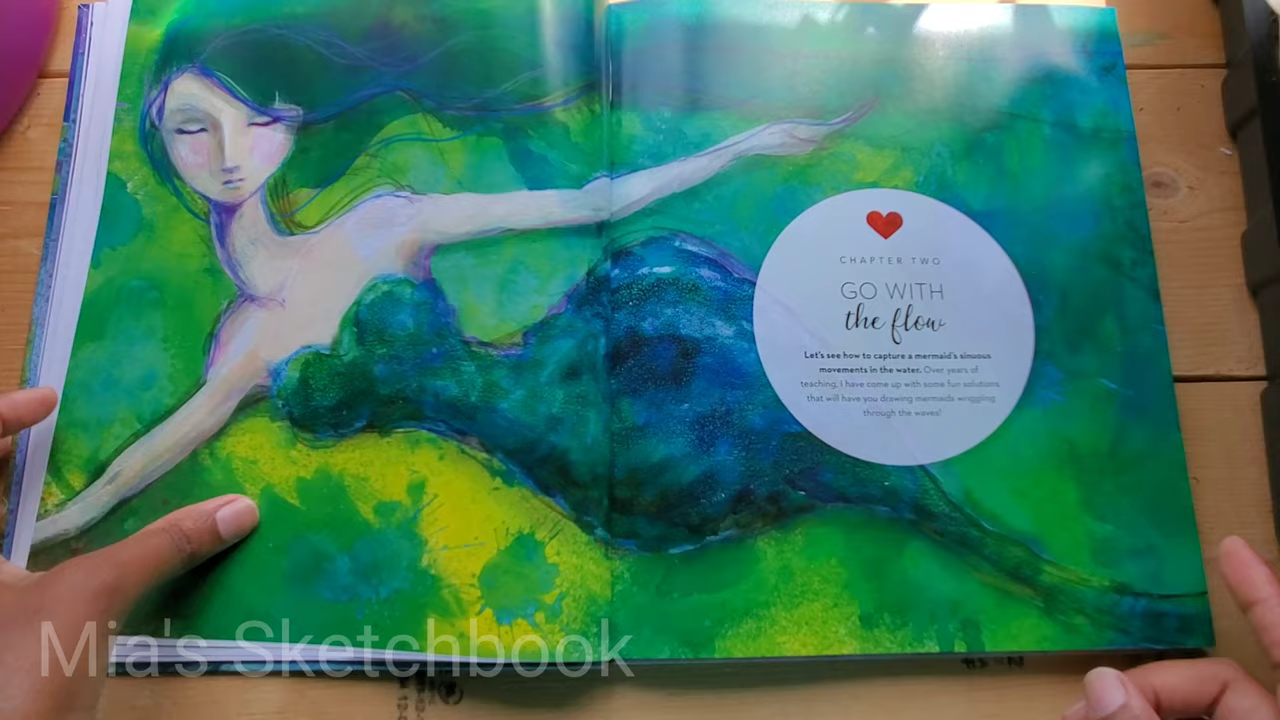 CHAPTER TWO
GO WITH
the flow
Let's see how to capture a mermaid's sinuous
movements in the water. Over years of
teaching, I have come up with some fun solutions
that will have you drawing mermaids wriggling
through the waves!
Mia's Sketchbook